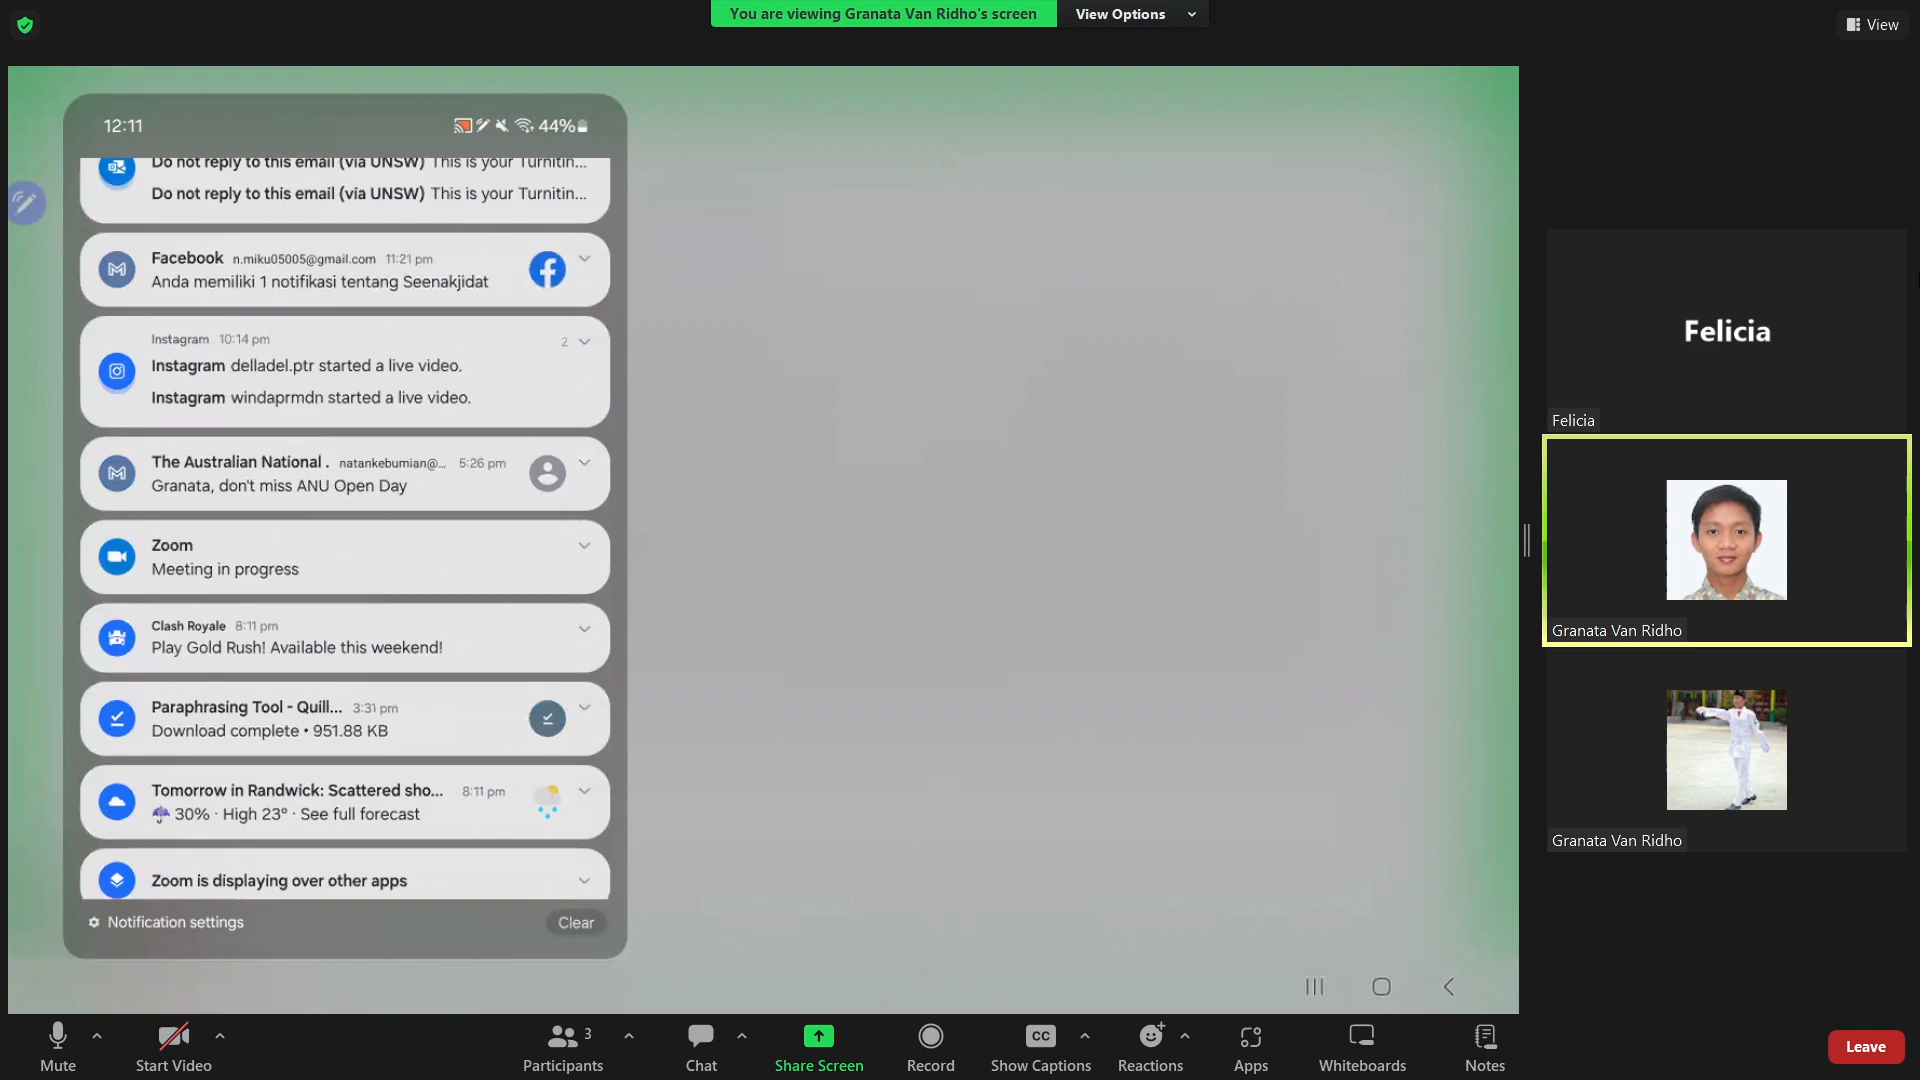 You are viewing Granata Van Ridho's screen
View Options
View
12:11
44%
Do not reply to this email (via UNSW) This is your Turnitin...
Do not reply to this email (via UNSW) This is your Turnitin...
Facebook n.miku05005@gmail.com 11:21 pm
Anda memiliki 1 notifikasi tentang Seenakjidat
Instagram 10:14 pm 2
Instagram delladel.ptr started a live video.
Instagram windaprmdn started a live video.
The Australian National . natankebumian@... 5:26 pm
Granata, don't miss ANU Open Day
Zoom
Meeting in progress
Clash Royale 8:11 pm
Play Gold Rush! Available this weekend!
Paraphrasing Tool - Quill... 3:31 pm
Download complete • 951.88 KB
Tomorrow in Randwick: Scattered sho... 8:11 pm
30% · High 23° · See full forecast
Zoom is displaying over other apps
Notification settings
Clear
Felicia
Felicia
Granata Van Ridho
Granata Van Ridho
Mute
Start Video
Participants
3
Chat
Share Screen
Record
CC
Show Captions
Reactions
Apps
Whiteboards
Notes
Leave